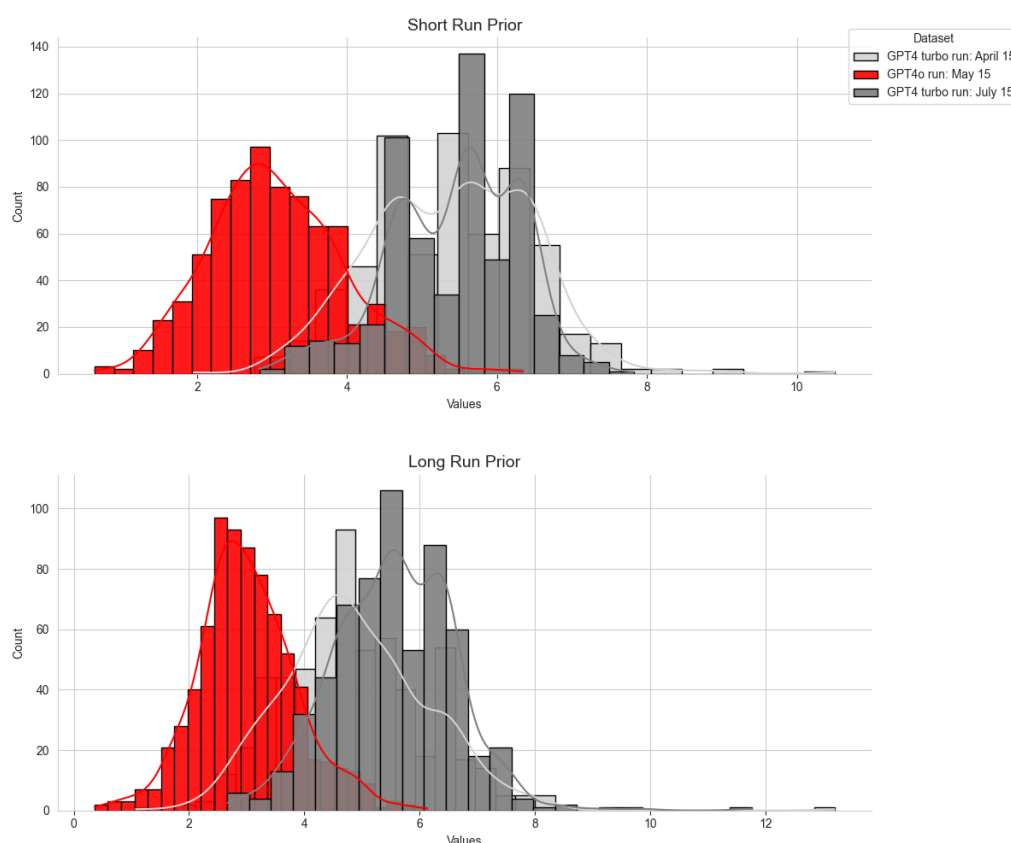 Short Run Prior
Dataset
GPT4 turbo run: April 15
GPT4o run: May 15
GPT4 turbo run: July 15
140
120
100
80
60
40
20
0
Count
2
4
6
8
10
Values
Long Run Prior
100
80
60
40
20
0
Count
0
2
4
6
8
10
12
Values